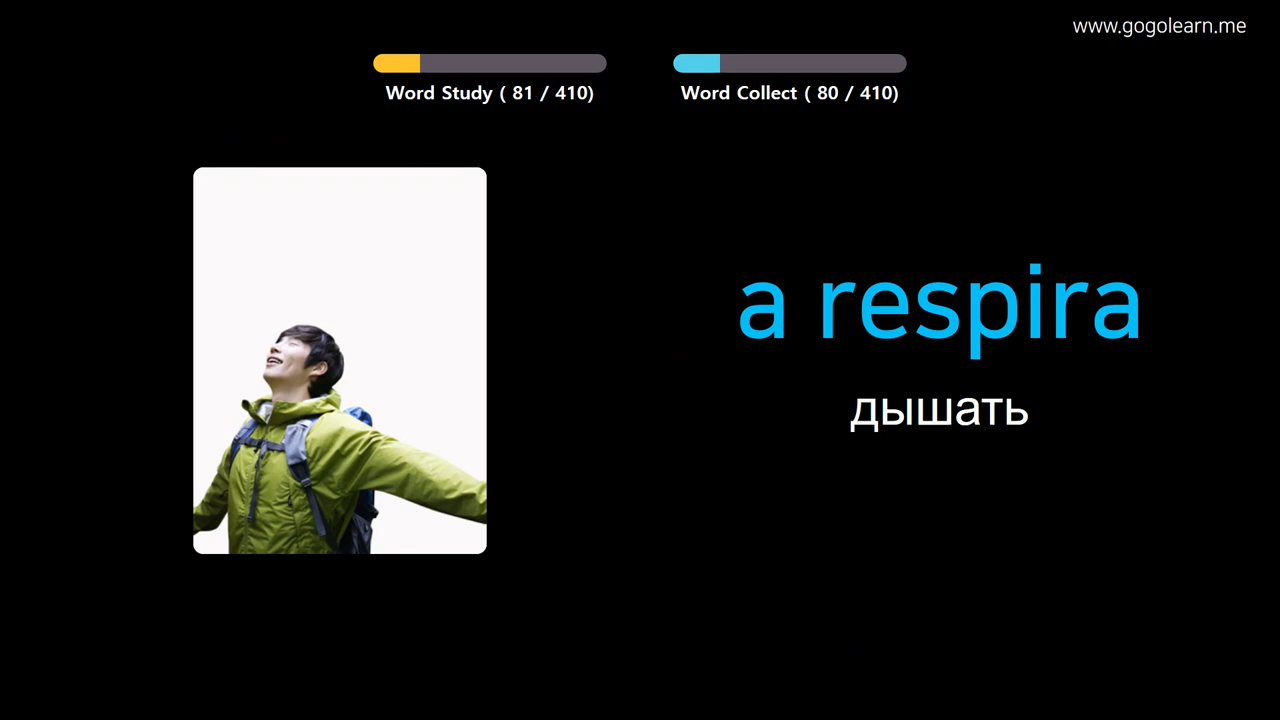 www.gogolearn.me
Word Study ( 81 / 410)
Word Collect ( 80 / 410)
a respira
дышать